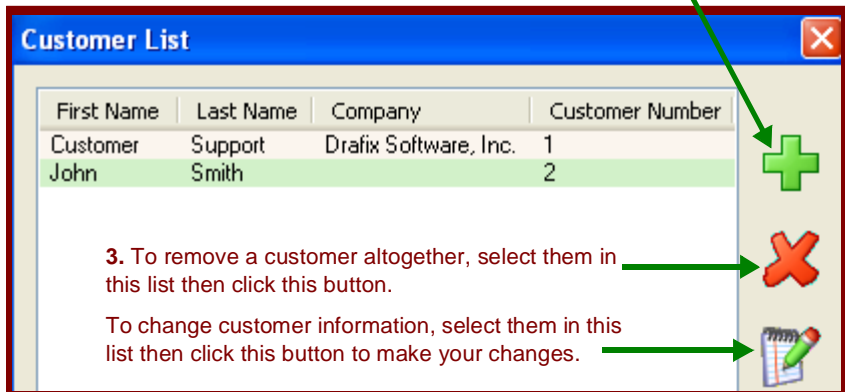 Customer List
First Name Last Name Company Customer Number
Customer Support Drafix Software, Inc. 1
John Smith 2
3. To remove a customer altogether, select them in
this list then click this button.
To change customer information, select them in this
list then click this button to make your changes.